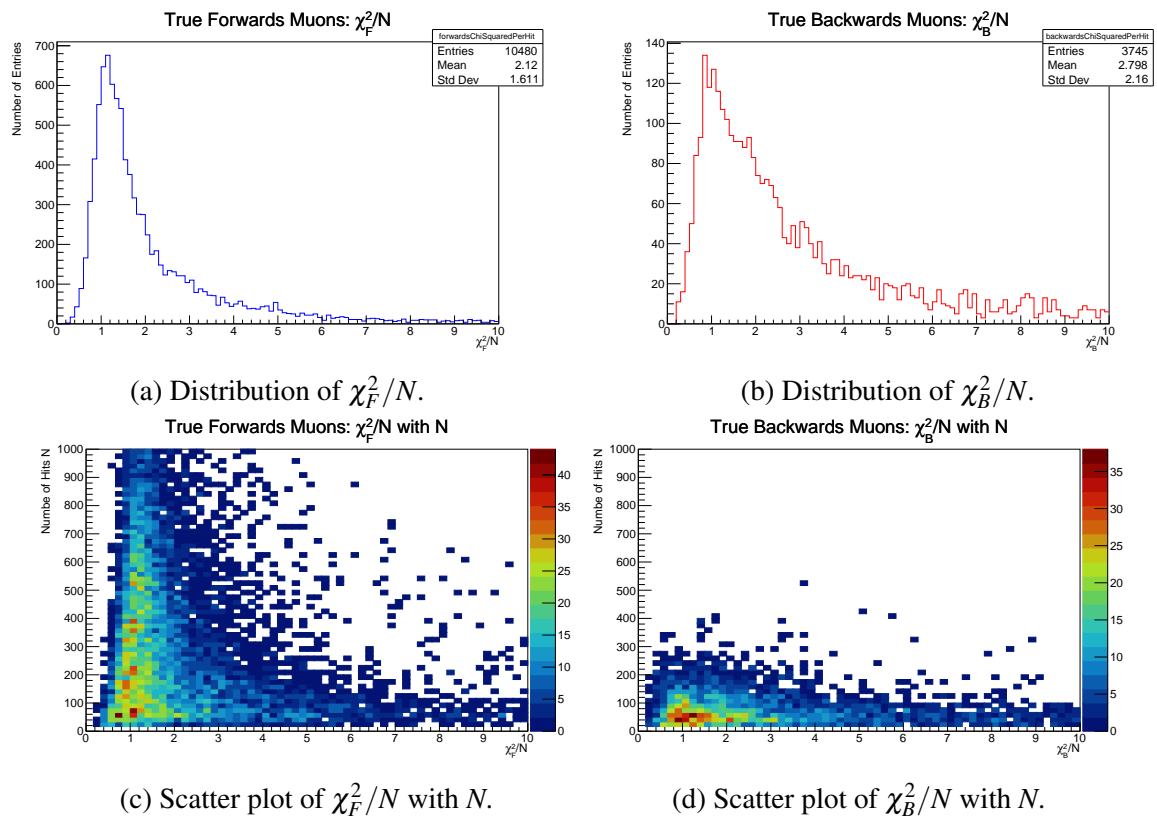 True Forwards Muons: χ²_F/N
forwardsChiSquaredPerHit
Entries 10480
Mean 2.12
Std Dev 1.611
Number of Entries
700
600
500
400
300
200
100
0
0 1 2 3 4 5 6 7 8 9 10
χ²_F/N
(a) Distribution of χ²_F/N.
True Backwards Muons: χ²_B/N
backwardsChiSquaredPerHit
Entries 3745
Mean 2.798
Std Dev 2.16
Number of Entries
140
120
100
80
60
40
20
0
0 1 2 3 4 5 6 7 8 9 10
χ²_B/N
(b) Distribution of χ²_B/N.
True Forwards Muons: χ²_F/N with N
Numbe of Hits N
1000
900
800
700
600
500
400
300
200
100
0
0 1 2 3 4 5 6 7 8 9 10
χ²_F/N
40
35
30
25
20
15
10
5
0
(c) Scatter plot of χ²_F/N with N.
True Backwards Muons: χ²_B/N with N
Numbe of Hits N
1000
900
800
700
600
500
400
300
200
100
0
0 1 2 3 4 5 6 7 8 9 10
χ²_B/N
35
30
25
20
15
10
5
0
(d) Scatter plot of χ²_B/N with N.